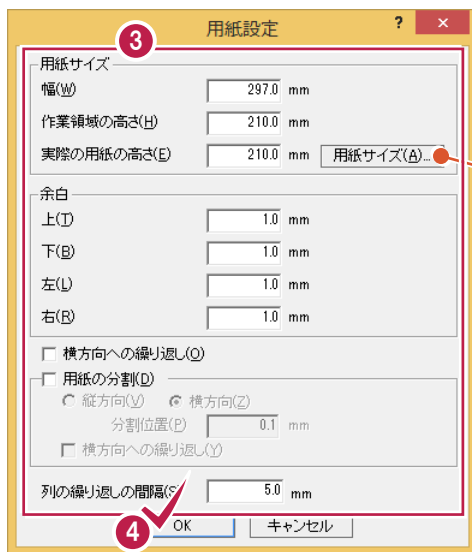 用紙設定
?
×
3
用紙サイズ
幅(W) 297.0 mm
作業領域の高さ(H) 210.0 mm
実際の用紙の高さ(E) 210.0 mm 用紙サイズ(A)...
余白
上(T) 1.0 mm
下(B) 1.0 mm
左(L) 1.0 mm
右(R) 1.0 mm
横方向への繰り返し(O)
用紙の分割(D)
縦方向(V) 横方向(Z)
分割位置(P) 0.1 mm
横方向への繰り返し(Y)
列の繰り返しの間隔(S) 5.0 mm
4
OK キャンセル